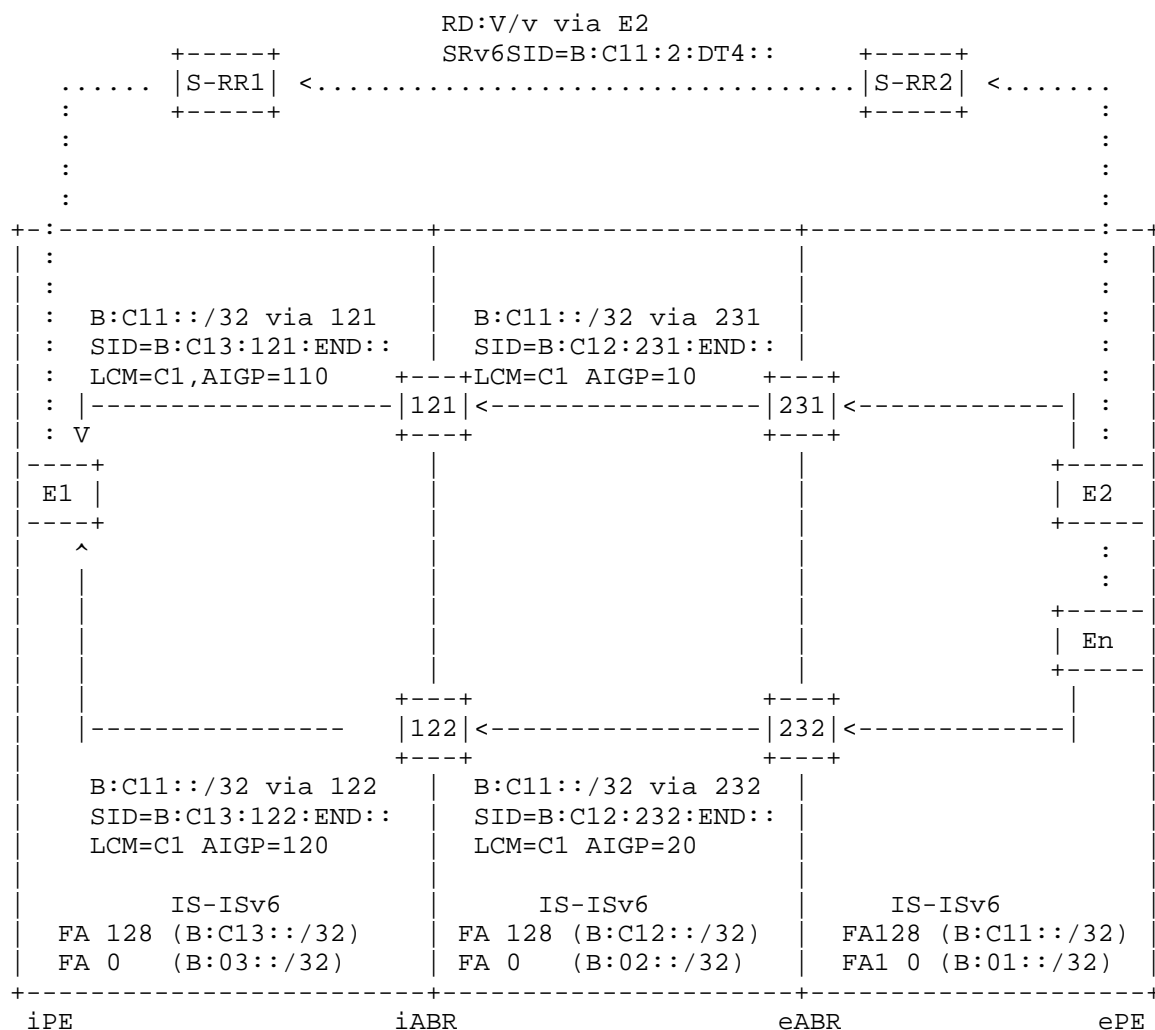 RD:V/v via E2
SRv6SID=B:C11:2:DT4::
S-RR1
S-RR2
B:C11::/32 via 121
B:C11::/32 via 231
SID=B:C13:121:END::
SID=B:C12:231:END::
LCM=C1,AIGP=110
LCM=C1 AIGP=10
121
231
V
E1
E2
En
122
232
B:C11::/32 via 122
B:C11::/32 via 232
SID=B:C13:122:END::
SID=B:C12:232:END::
LCM=C1 AIGP=120
LCM=C1 AIGP=20
IS-ISv6
IS-ISv6
IS-ISv6
FA 128 (B:C13::/32)
FA 128 (B:C12::/32)
FA128 (B:C11::/32)
FA 0 (B:03::/32)
FA 0 (B:02::/32)
FA1 0 (B:01::/32)
iPE
iABR
eABR
ePE